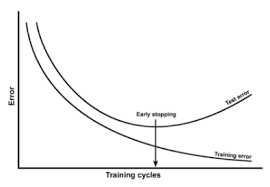 Error
Test error
Early stopping
Training error
Training cycles